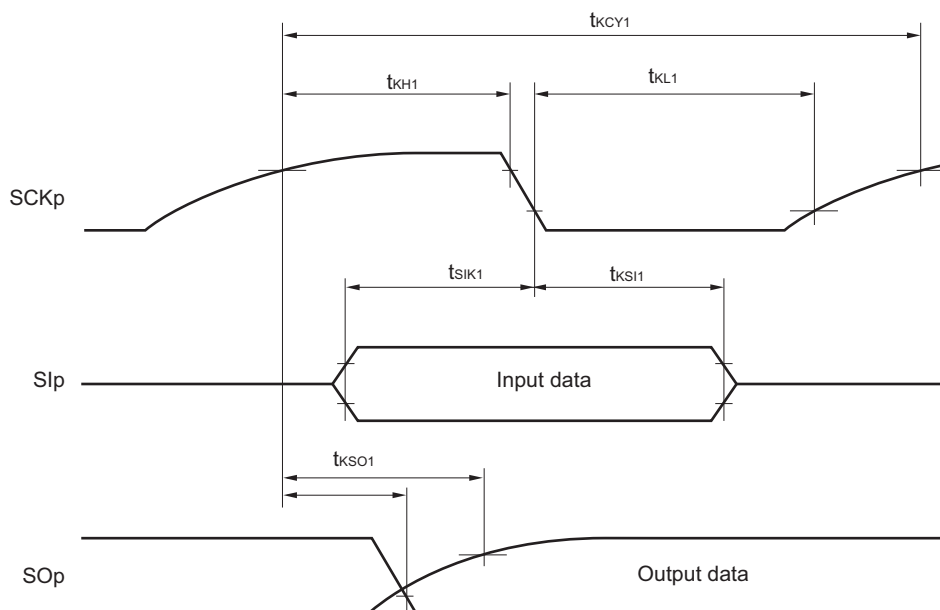 tKCY1
tKH1
tKL1
SCKp
tSIK1
tKSI1
SIp
Input data
tKSO1
SOp
Output data